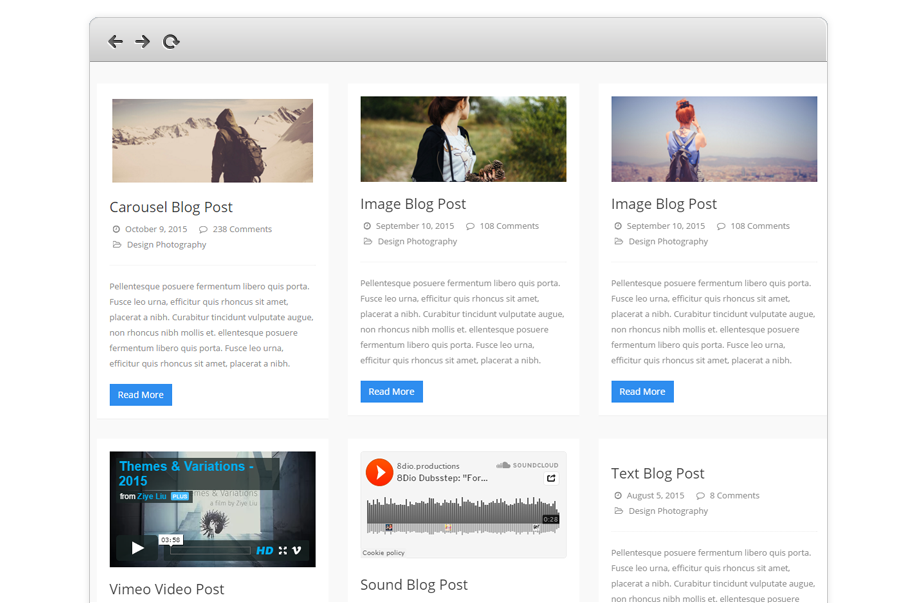 Carousel Blog Post
October 9, 2015 238 Comments
Design Photography
Pellentesque posuere fermentum libero quis porta.
Fusce leo urna, efficitur quis rhoncus sit amet,
placerat a nibh. Curabitur tincidunt vulputate augue,
non rhoncus nibh mollis et. ellentesque posuere
fermentum libero quis porta. Fusce leo urna,
efficitur quis rhoncus sit amet, placerat a nibh.
Read More
Image Blog Post
September 10, 2015 108 Comments
Design Photography
Pellentesque posuere fermentum libero quis porta.
Fusce leo urna, efficitur quis rhoncus sit amet,
placerat a nibh. Curabitur tincidunt vulputate augue,
non rhoncus nibh mollis et. ellentesque posuere
fermentum libero quis porta. Fusce leo urna,
efficitur quis rhoncus sit amet, placerat a nibh.
Read More
Image Blog Post
September 10, 2015 108 Comments
Design Photography
Pellentesque posuere fermentum libero quis porta.
Fusce leo urna, efficitur quis rhoncus sit amet,
placerat a nibh. Curabitur tincidunt vulputate augue,
non rhoncus nibh mollis et. ellentesque posuere
fermentum libero quis porta. Fusce leo urna,
efficitur quis rhoncus sit amet, placerat a nibh.
Read More
Themes & Variations -
2015
from Ziye Liu PLUS
mes & Variations
a film by Ziye Liu
03:58
HD
Vimeo Video Post
8dio.productions
SOUNDCLOUD
8Dio Dubsstep: "For...
0:28
Cookie policy
Sound Blog Post
Text Blog Post
August 5, 2015 8 Comments
Design Photography
Pellentesque posuere fermentum libero quis porta.
Fusce leo urna, efficitur quis rhoncus sit amet,
placerat a nibh. Curabitur tincidunt vulputate augue,
non rhoncus nibh mollis et. ellentesque posuere